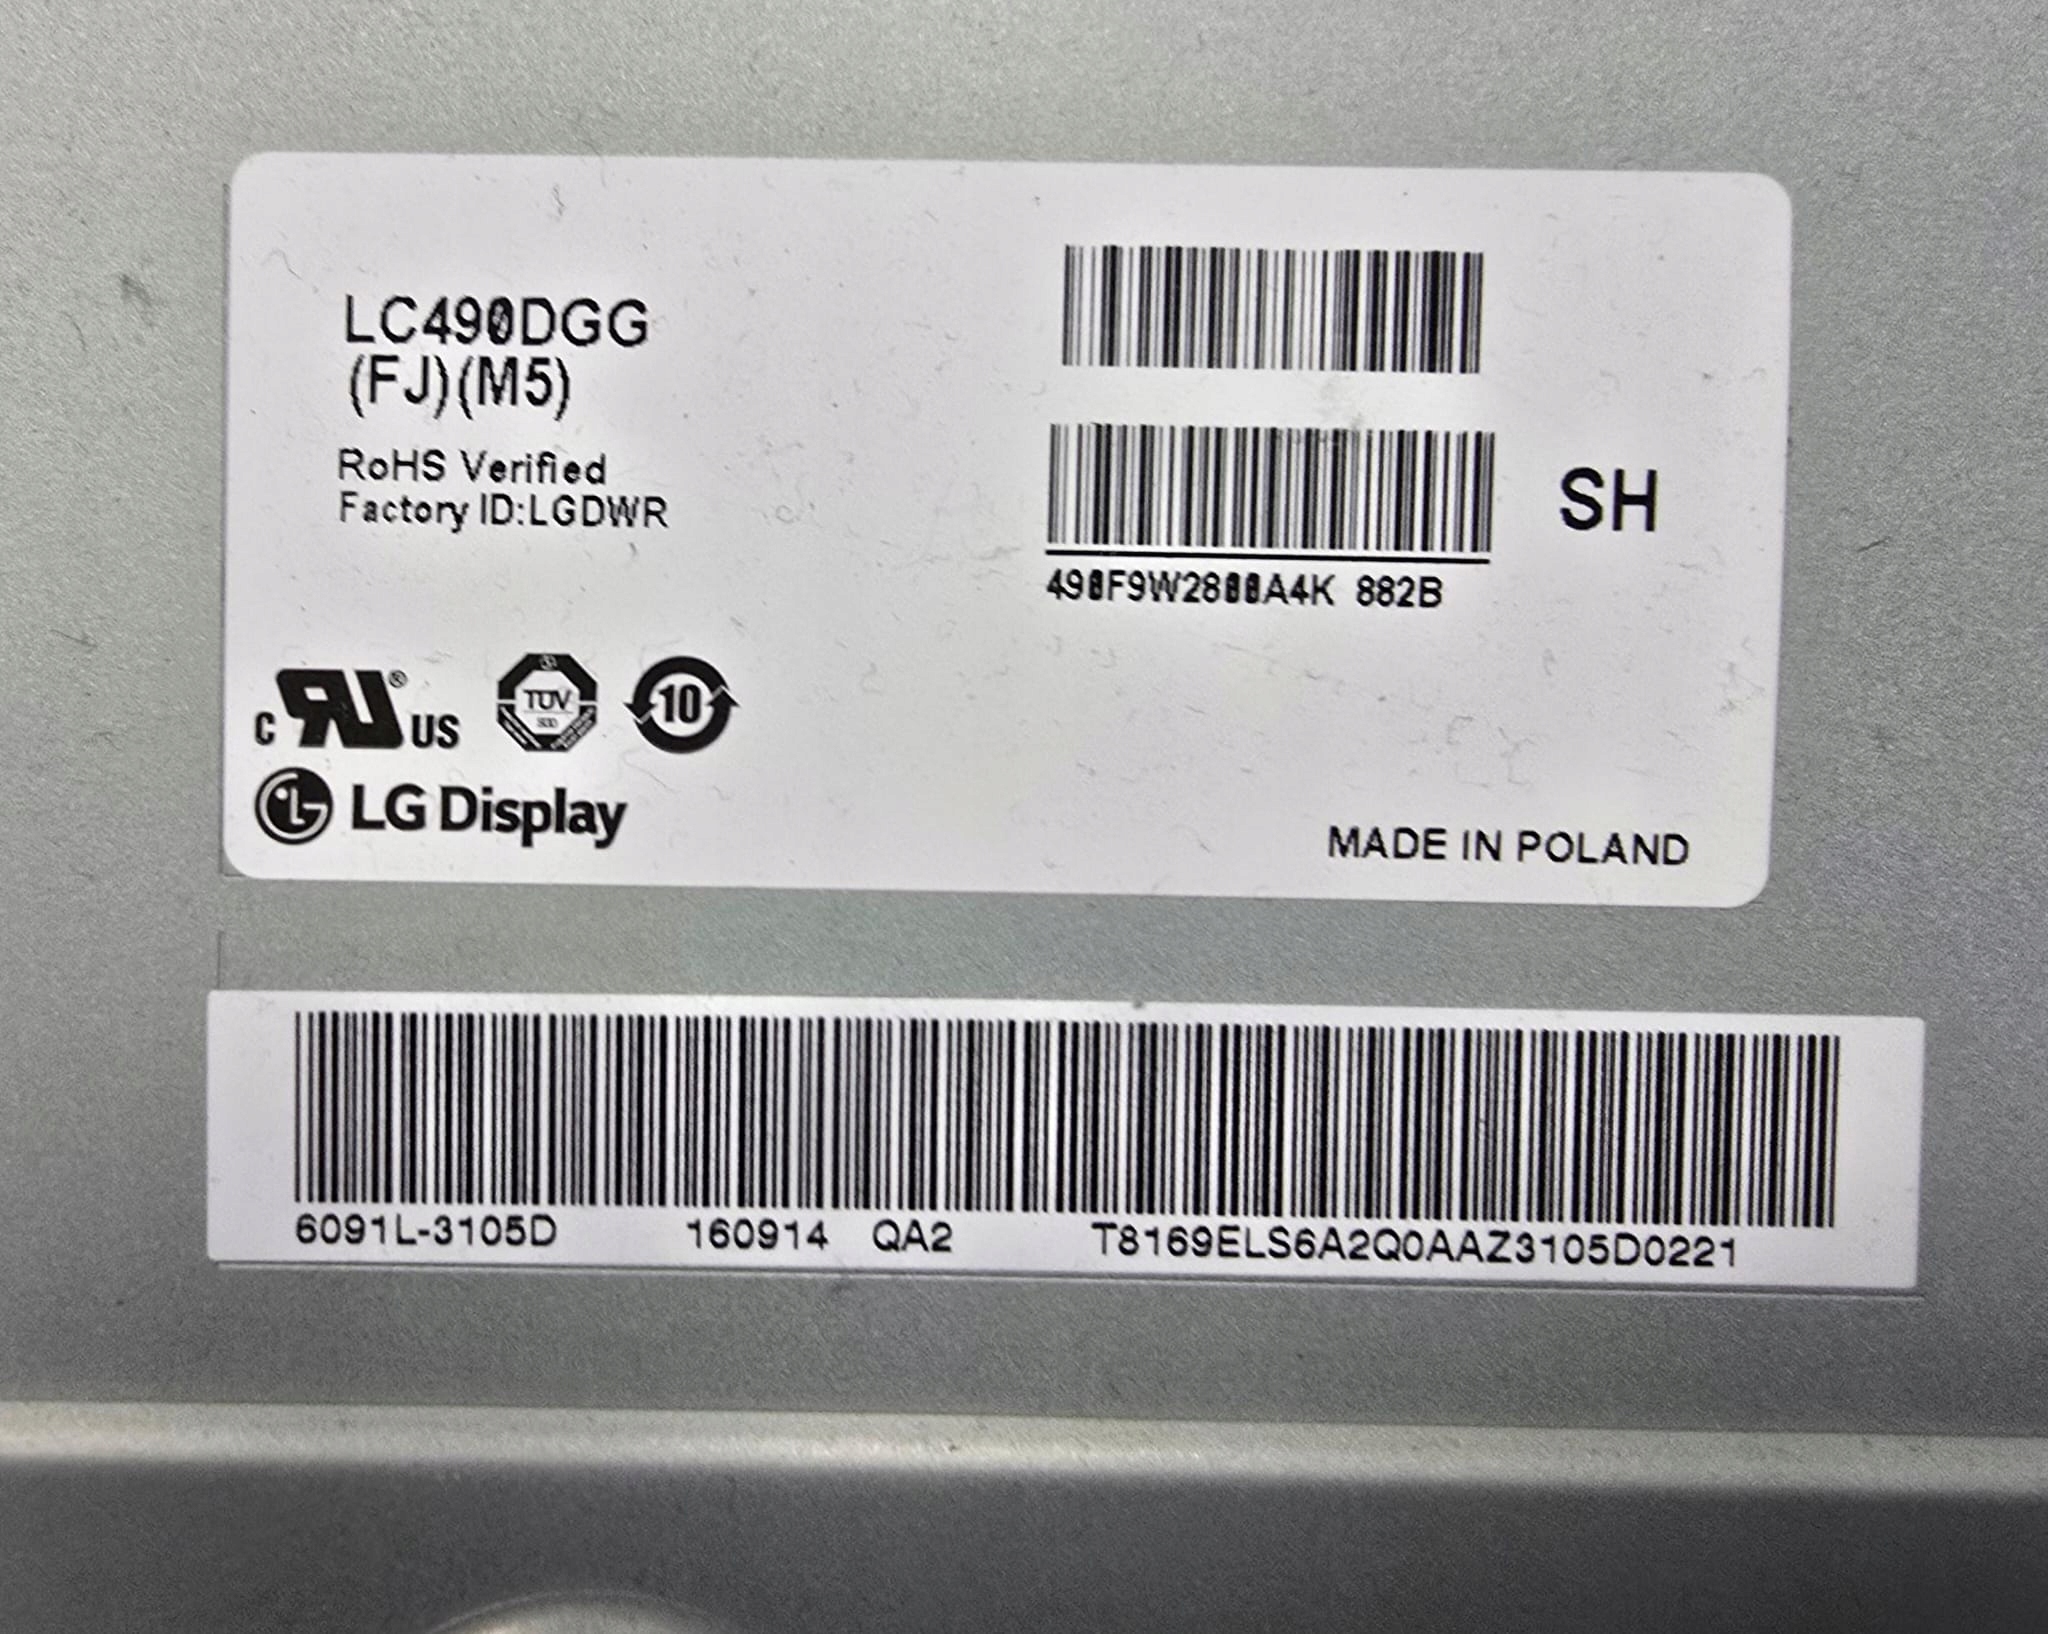 LC490DGG
(FJ)(M5)
RoHS Verified
Factory ID:LGDWR
SH
490F9W2800A4K 882B
c RU ® US
TÜV
10
LG Display
MADE IN POLAND
6091L-3105D 160914 QA2 T8169ELS6A2Q0AAZ3105D0221